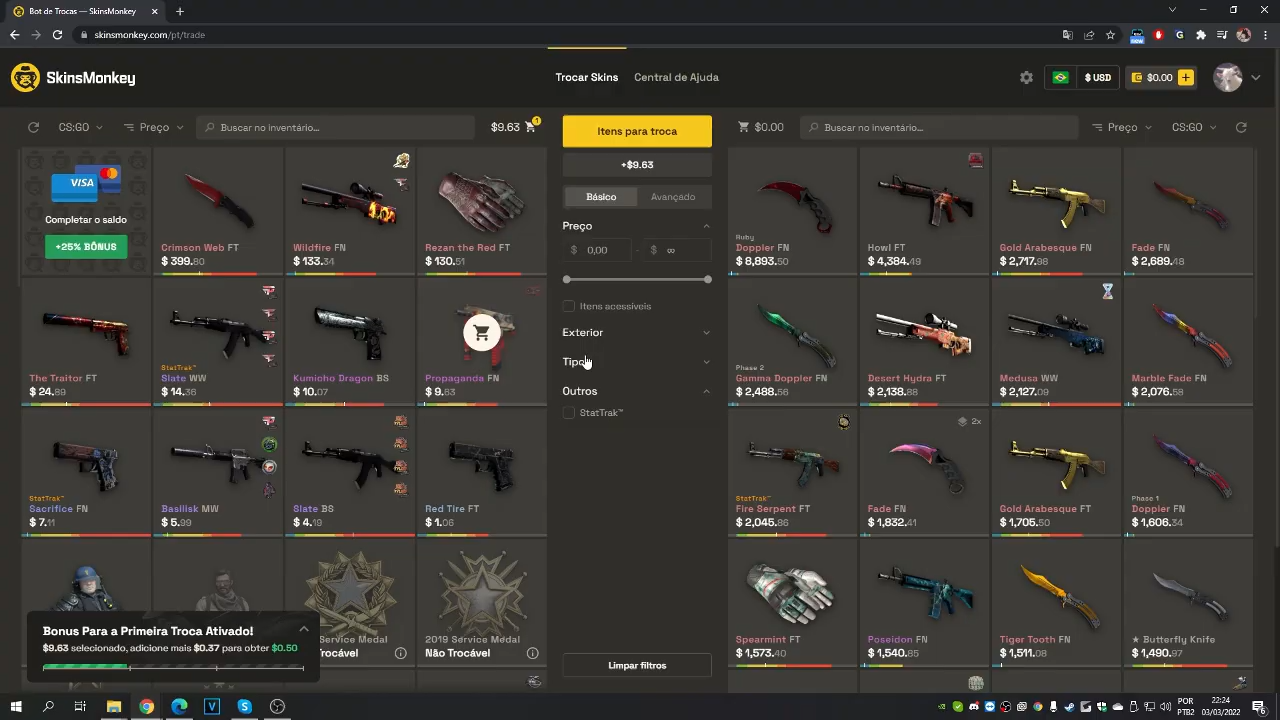 Bot de Trocas — SkinsMonkey
skinsmonkey.com/pt/trade
SkinsMonkey
Trocar Skins
Central de Ajuda
$ USD
$0.00
CS:GO
Preço
Buscar no inventário...
$9.63
1
Itens para troca
$0.00
Buscar no inventário...
Preço
CS:GO
+$9.63
Básico
Avançado
Preço
$ 0,00 - $ ∞
Itens acessíveis
Exterior
Tipo
Outros
StatTrak™
Limpar filtros
VISA
Completar o saldo
+25% BÔNUS
Crimson Web FT
$ 399.80
Wildfire FN
$ 133.34
Rezan the Red FT
$ 130.51
The Traitor FT
$ 24.89
StatTrak™
Slate WW
$ 14.36
Kumicho Dragon BS
$ 10.07
Propaganda FN
$ 9.63
StatTrak™
Sacrifice FN
$ 7.11
Basilisk MW
$ 5.99
Slate BS
$ 4.19
Red Tire FT
$ 1.06
Service Medal
rocável
2019 Service Medal
Não Trocável
Bonus Para a Primeira Troca Ativado!
$9.63 selecionado, adicione mais $0.37 para obter $0.50
Ruby
Doppler FN
$ 8,893.50
Howl FT
$ 4,384.49
Gold Arabesque FN
$ 2,717.98
Fade FN
$ 2,689.48
Phase 2
Gamma Doppler FN
$ 2,488.56
Desert Hydra FT
$ 2,138.88
Medusa WW
$ 2,127.09
Marble Fade FN
$ 2,076.58
StatTrak™
Fire Serpent FT
$ 2,045.86
2x
Fade FN
$ 1,832.41
Gold Arabesque FT
$ 1,705.50
Phase 1
Doppler FN
$ 1,606.34
Spearmint FT
$ 1,573.40
Poseidon FN
$ 1,540.85
Tiger Tooth FN
$ 1,511.08
★ Butterfly Knife
$ 1,490.97
POR
PTB2
22:24
03/03/2022